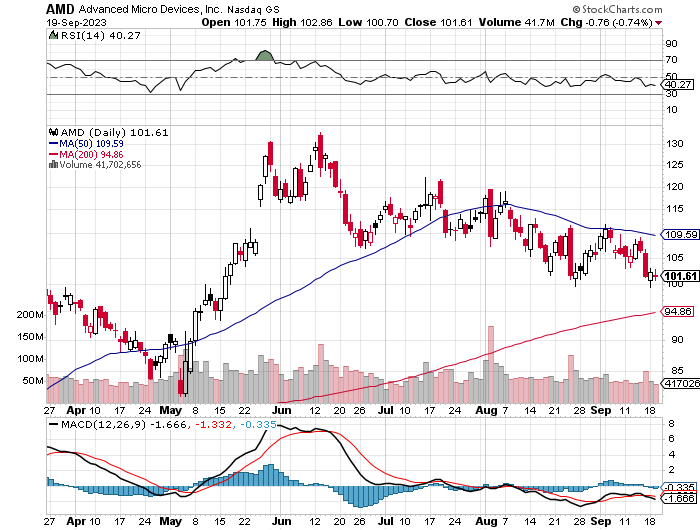 AMD Advanced Micro Devices, Inc. Nasdaq GS © StockCharts.com
19-Sep-2023 Open 101.75 High 102.86 Low 100.70 Close 101.61 Volume 41.7M Chg -0.76 (-0.74%)
RSI(14) 40.27
90
70
50
40.27
30
10
AMD (Daily) 101.61
MA(50) 109.59
MA(200) 94.86
Volume 41,702,656
130
125
120
115
109.59
105
101.61
100
94.86
90
85
417026
200M
150M
100M
50M
27 Apr 10 17 24 May 8 15 22 Jun 12 20 26 Jul 10 17 24 Aug 7 14 21 28 Sep 11 18
MACD(12,26,9) -1.666, -1.332, -0.335
8
6
4
2
-0.335
-1.666
27 Apr 10 17 24 May 8 15 22 Jun 12 20 26 Jul 10 17 24 Aug 7 14 21 28 Sep 11 18